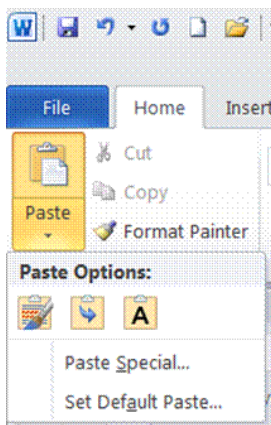 W
File Home Insert
Cut
Copy
Paste
Format Painter
Paste Options:
A
Paste Special...
Set Default Paste...